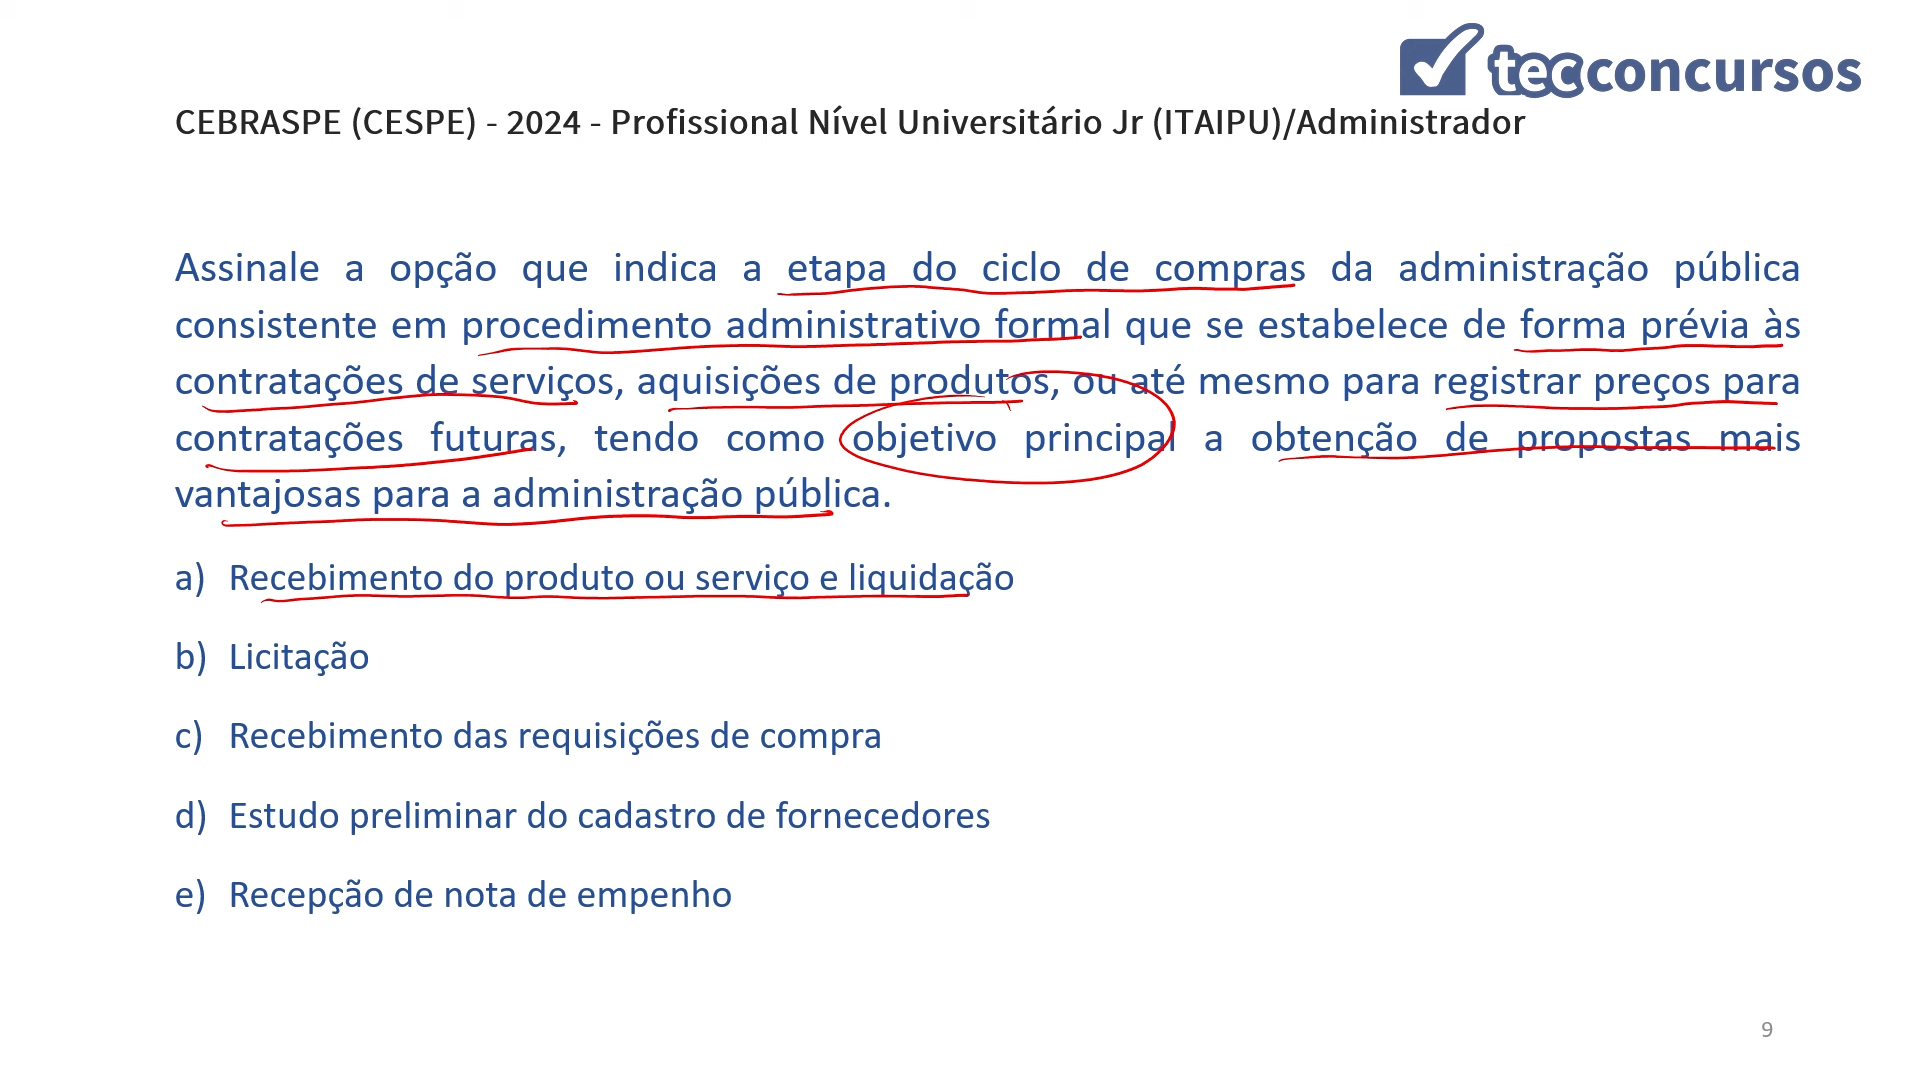 tecconcursos
CEBRASPE (CESPE) - 2024 - Profissional Nível Universitário Jr (ITAIPU)/Administrador
Assinale a opção que indica a etapa do ciclo de compras da administração pública
consistente em procedimento administrativo formal que se estabelece de forma prévia às
contratações de serviços, aquisições de produtos, ou até mesmo para registrar preços para
contratações futuras, tendo como objetivo principal a obtenção de propostas mais
vantajosas para a administração pública.
a) Recebimento do produto ou serviço e liquidação
b) Licitação
c) Recebimento das requisições de compra
d) Estudo preliminar do cadastro de fornecedores
e) Recepção de nota de empenho
9